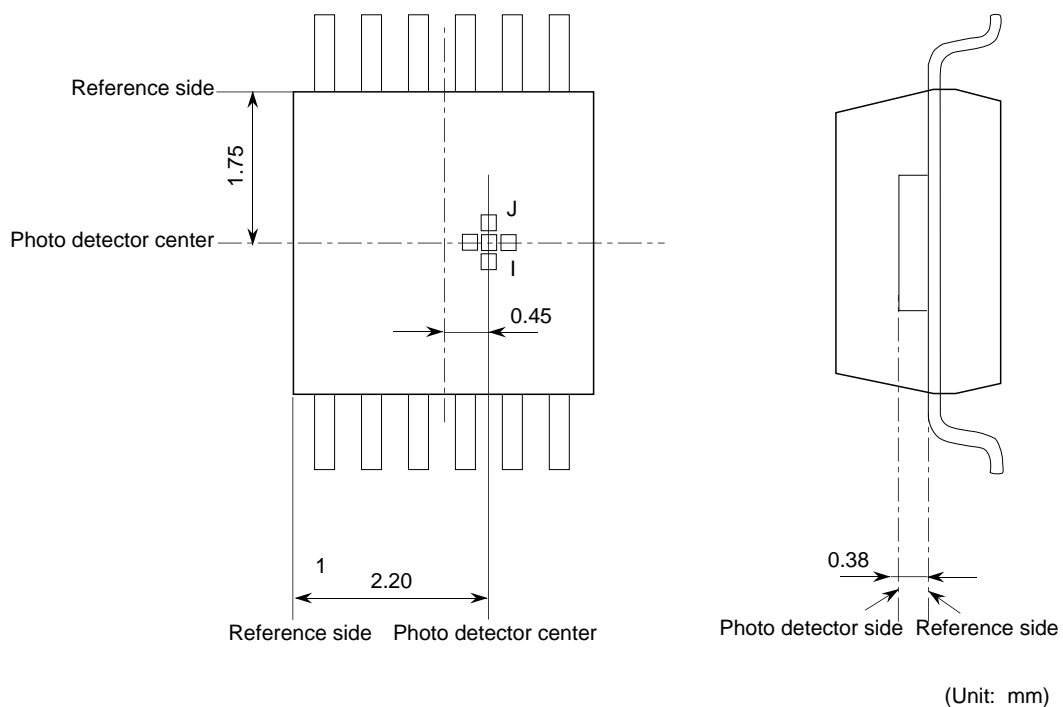 Reference side
1.75
Photo detector center
J
I
0.45
1
2.20
Reference side Photo detector center
0.38
Photo detector side Reference side
(Unit: mm)